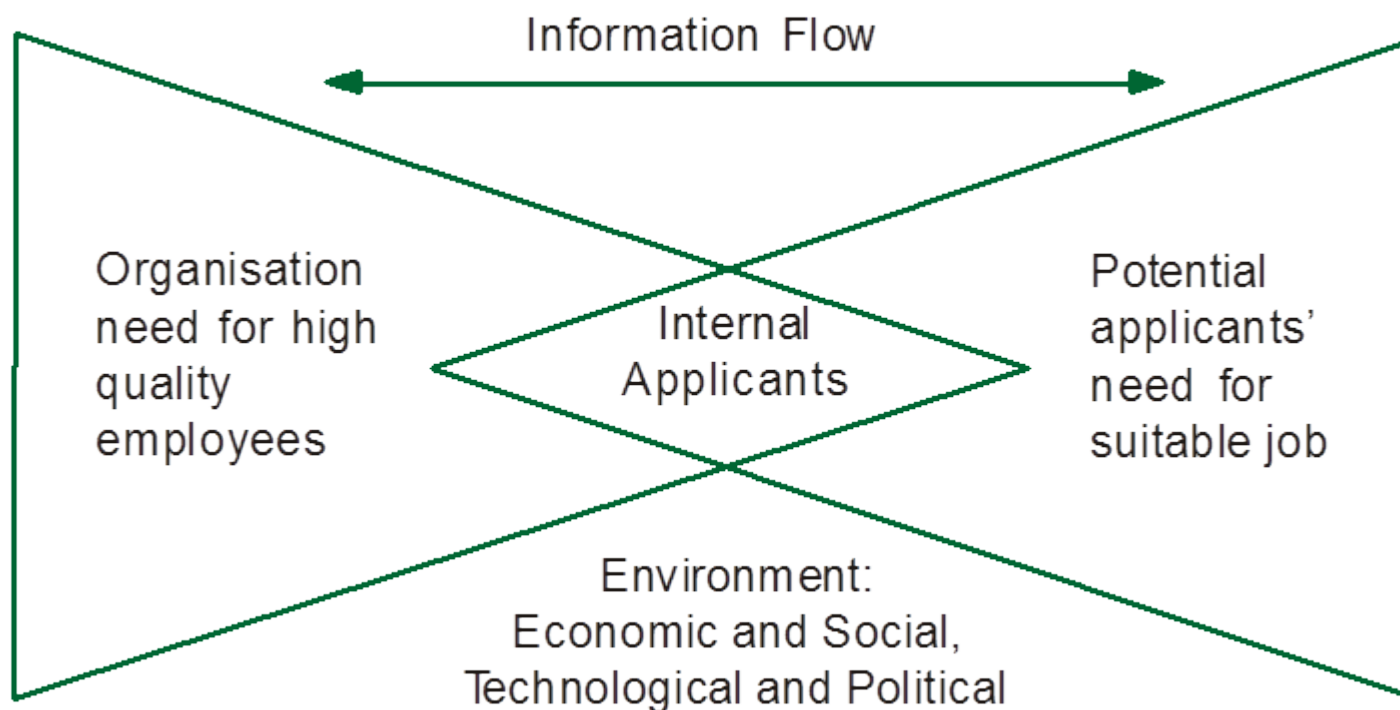 Information Flow
Organisation
need for high
quality
employees
Internal
Applicants
Potential
applicants’
need for
suitable job
Environment:
Economic and Social,
Technological and Political